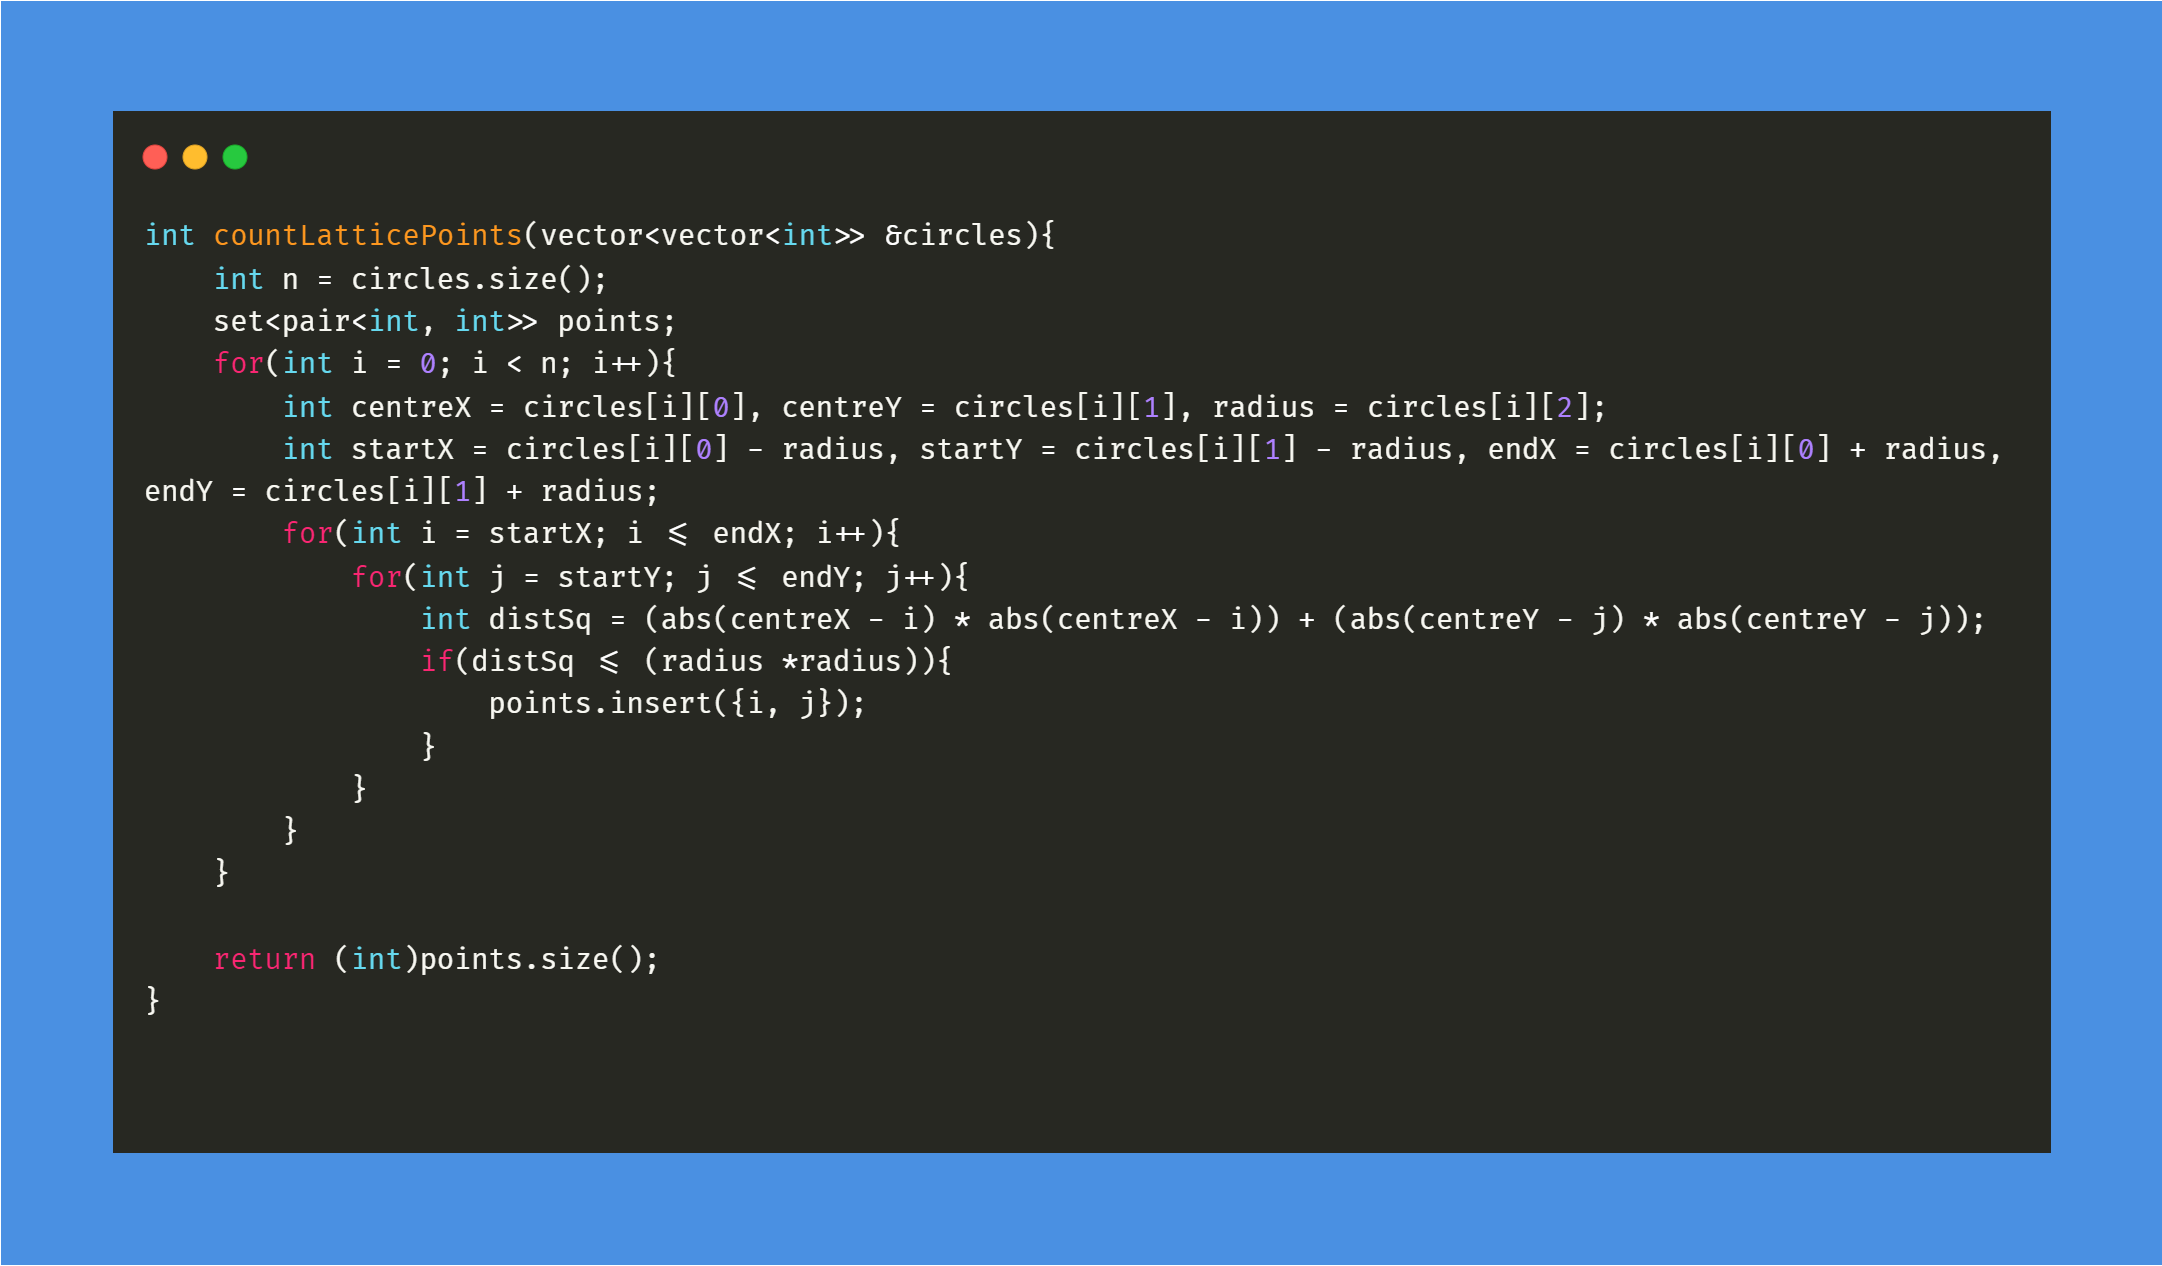 int countLatticePoints(vector<vector<int>> &circles){
    int n = circles.size();
    set<pair<int, int>> points;
    for(int i = 0; i < n; i++){
        int centreX = circles[i][0], centreY = circles[i][1], radius = circles[i][2];
        int startX = circles[i][0] - radius, startY = circles[i][1] - radius, endX = circles[i][0] + radius,
endY = circles[i][1] + radius;
        for(int i = startX; i <= endX; i++){
            for(int j = startY; j <= endY; j++){
                int distSq = (abs(centreX - i) * abs(centreX - i)) + (abs(centreY - j) * abs(centreY - j));
                if(distSq <= (radius *radius)){
                    points.insert({i, j});
                }
            }
        }
    }

    return (int)points.size();
}